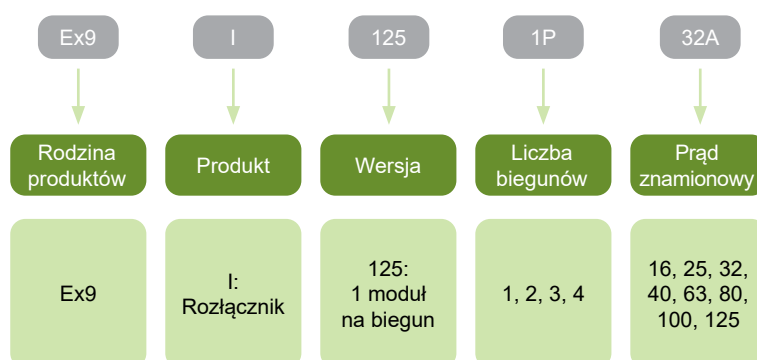 Ex9
I
125
1P
32A
Rodzina
produktów
Produkt
Wersja
Liczba
biegunów
Prąd
znamionowy
Ex9
I:
Rozłącznik
125:
1 moduł
na biegun
1, 2, 3, 4
16, 25, 32,
40, 63, 80,
100, 125